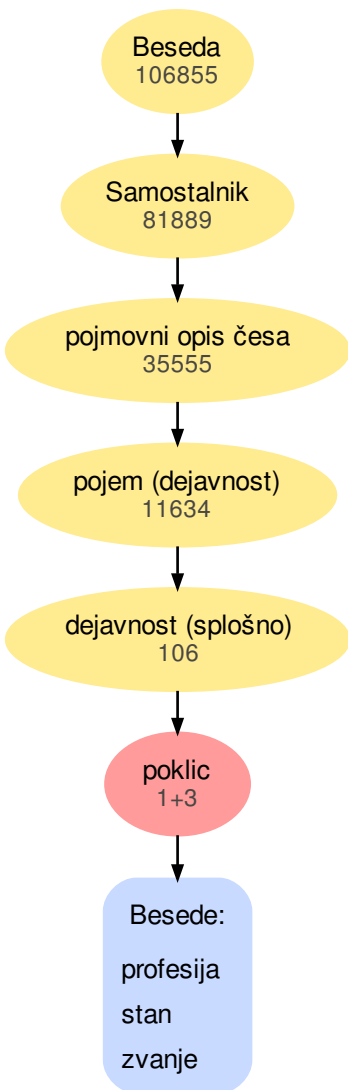 Beseda
106855
Samostalnik
81889
pojmovni opis česa
35555
pojem (dejavnost)
11634
dejavnost (splošno)
106
poklic
1+3
Besede:
profesija
stan
zvanje